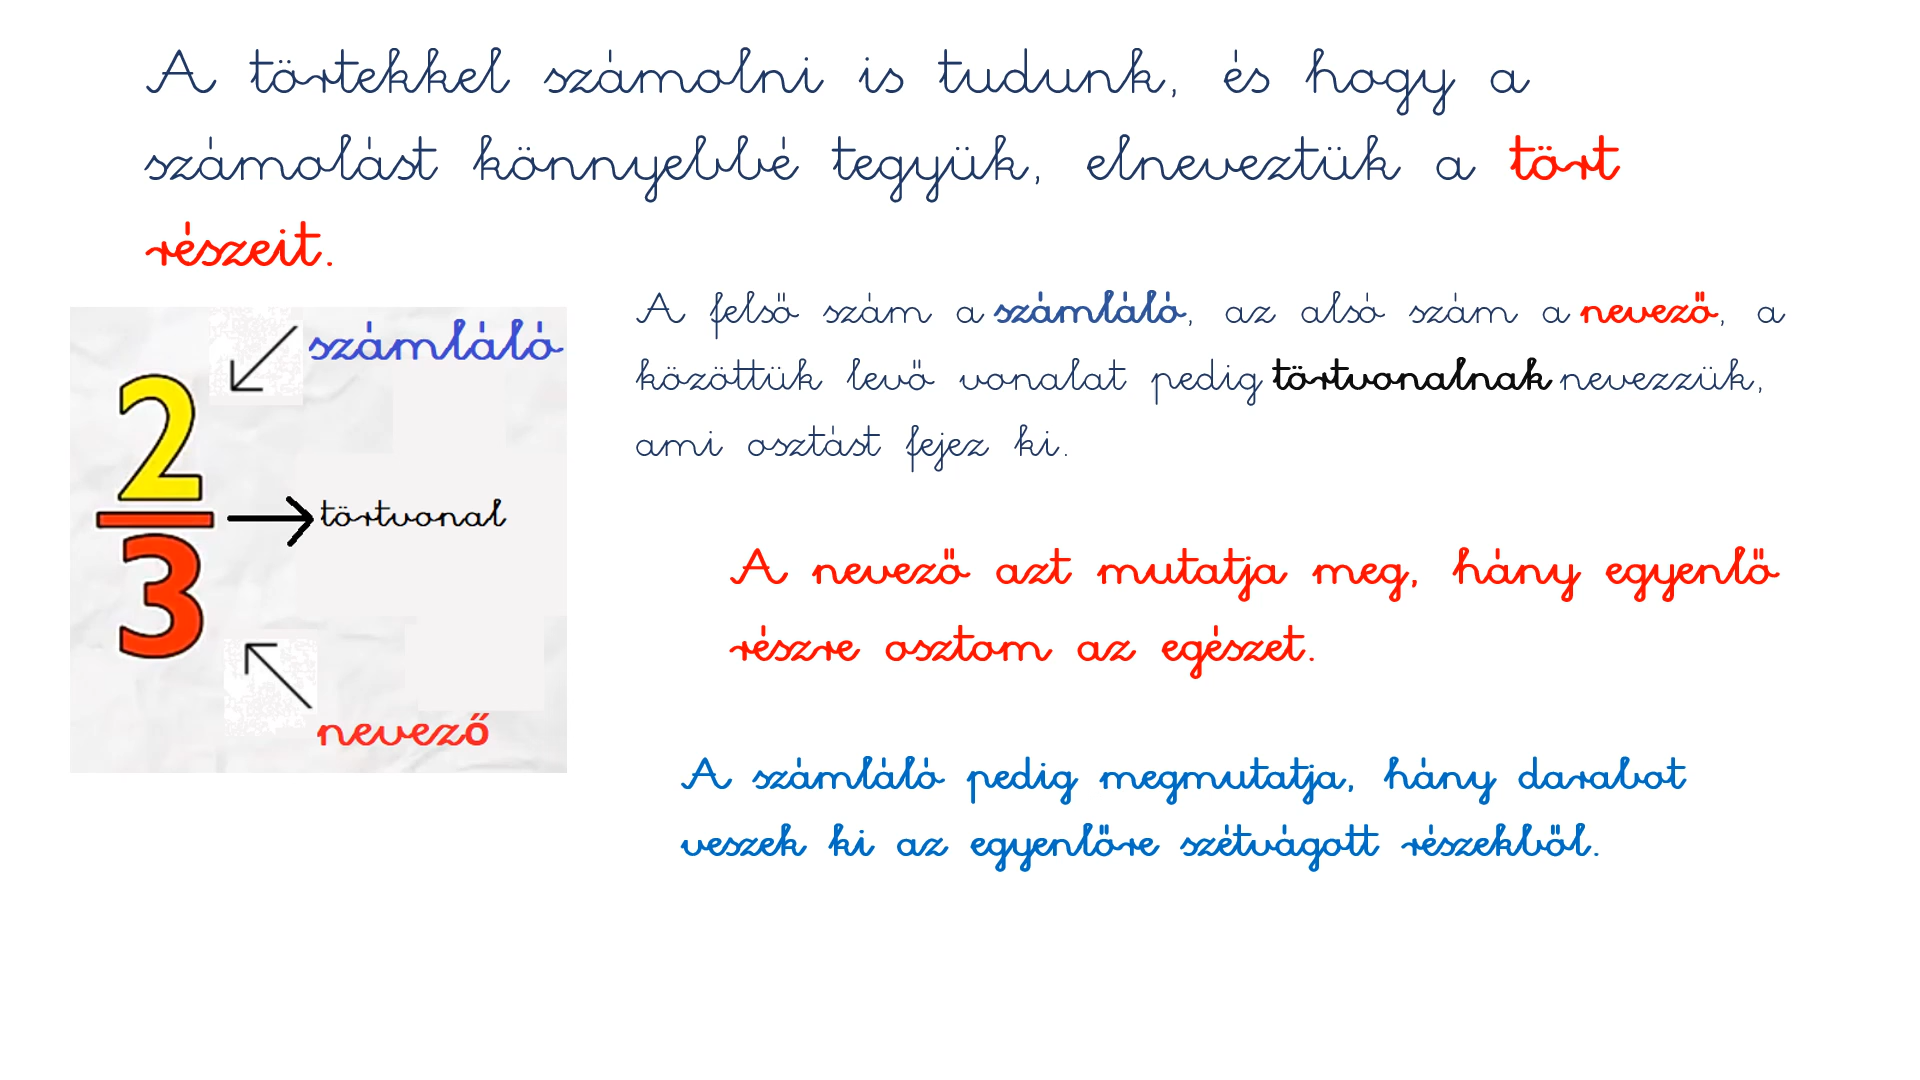 A törtekkel számolni is tudunk, és hogy a
számolást könnyebbé tegyük, elneveztük a tört
részeit.
számláló
2
törtvonal
3
nevező
A felső szám a számláló, az alsó szám a nevező, a
közöttük levő vonalat pedig törtvonalnak nevezzük,
ami osztást fejez ki.
A nevező azt mutatja meg, hány egyenlő
részre osztom az egészet.
A számláló pedig megmutatja, hány darabot
veszek ki az egyenlőre szétvágott részekből.